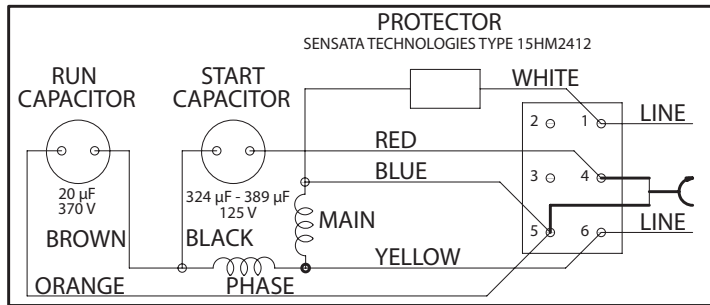 PROTECTOR
SENSATA TECHNOLOGIES TYPE 15HM2412
RUN
CAPACITOR
START
CAPACITOR
WHITE
2
1
LINE
RED
3
4
BLUE
20 µF
370 V
324 µF - 389 µF
125 V
MAIN
5
6
LINE
BROWN
BLACK
YELLOW
ORANGE
PHASE